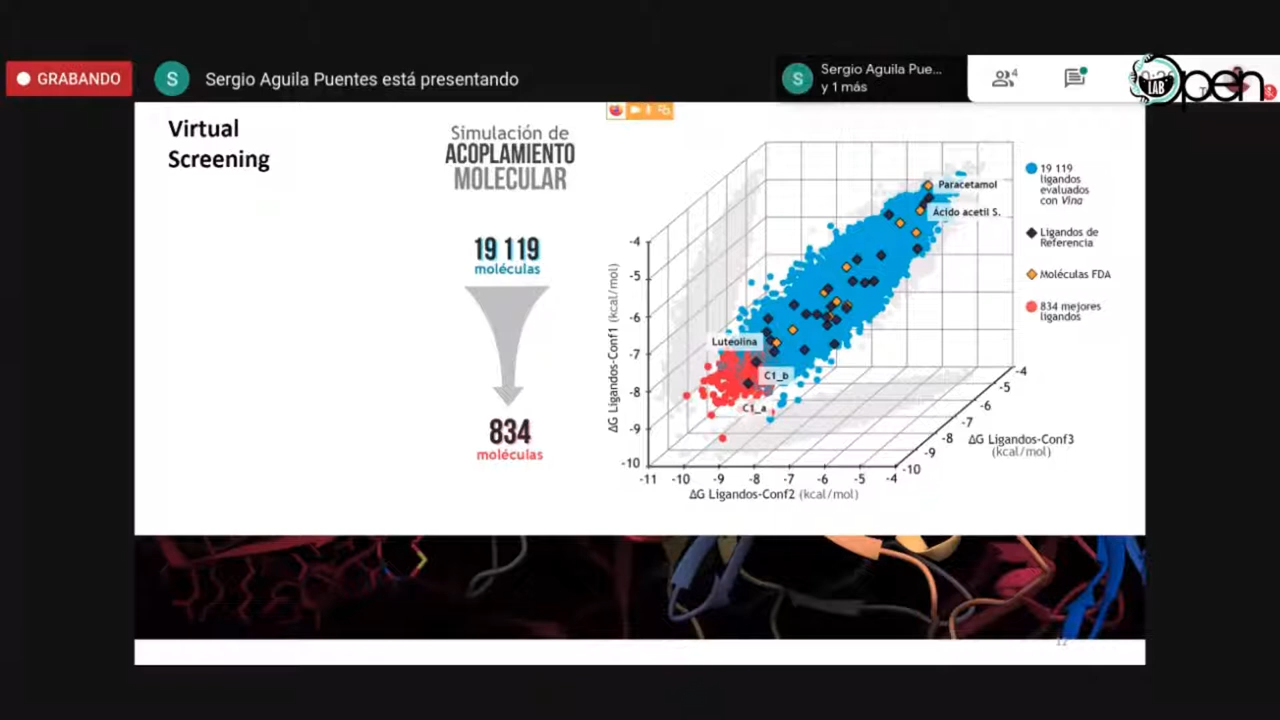 GRABANDO
S
Sergio Aguila Puentes está presentando
S
Sergio Aguila Pue...
y 1 más
4
Open
LAB
Virtual
Screening
Simulación de
ACOPLAMIENTO
MOLECULAR
19 119
moléculas
834
moléculas
Paracetamol
Ácido acetil S.
Luteolina
C1_b
C1_a
19 119
ligandos
evaluados
con Vina
Ligandos de
Referencia
Moléculas FDA
834 mejores
ligandos
ΔG Ligandos-Conf1 (kcal/mol)
-4
-5
-6
-7
-8
-9
-10
-11 -10 -9 -8 -7 -6 -5 -4
ΔG Ligandos-Conf2 (kcal/mol)
-4
-5
-6
-7
-8
-9
-10
ΔG Ligandos-Conf3
(kcal/mol)